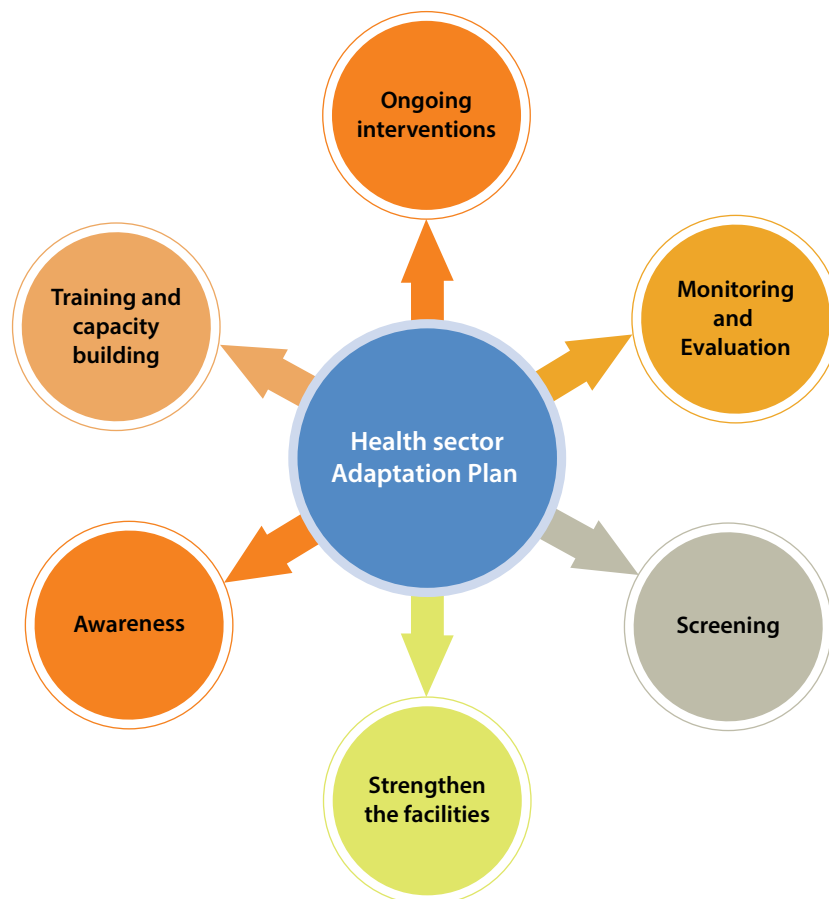 Ongoing
interventions
Monitoring
and
Evaluation
Screening
Strengthen
the facilities
Awareness
Training and
capacity
building
Health sector
Adaptation Plan